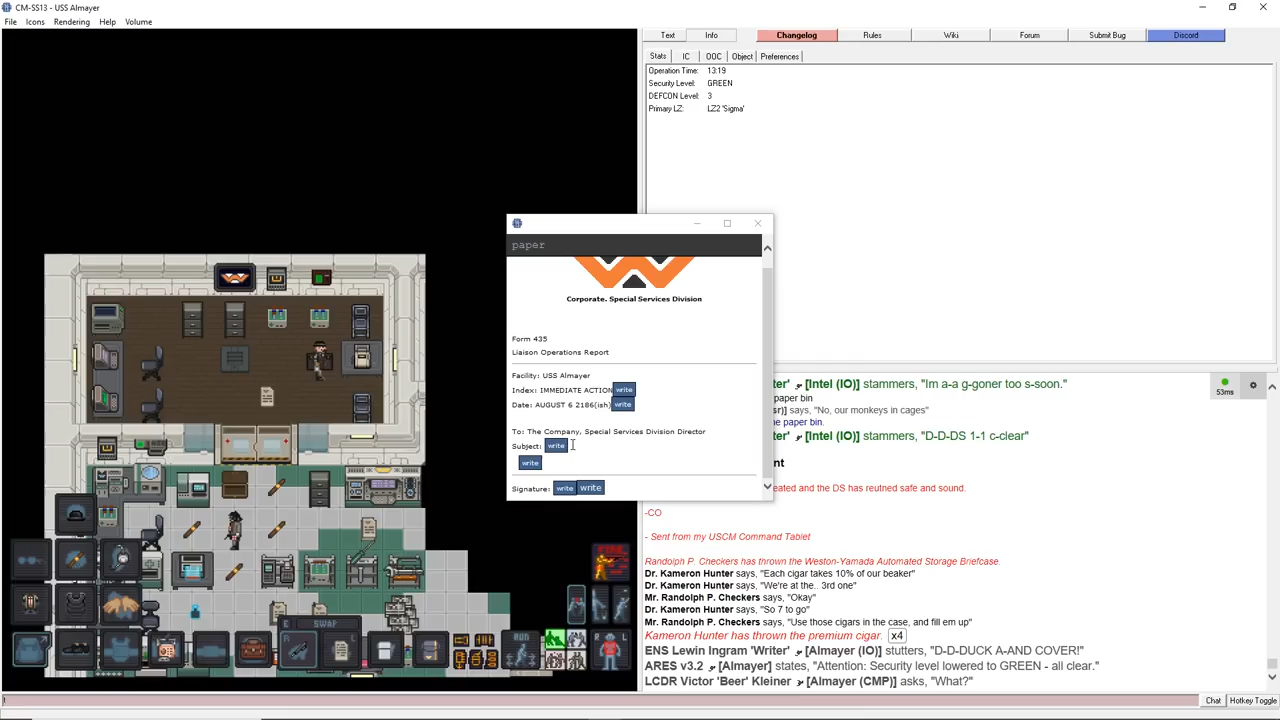 CM-SS13 - USS Almayer
File Icons Rendering Help Volume
Text Info Changelog Rules Wiki Forum Submit Bug Discord
Stats IC OOC Object Preferences
Operation Time: 13:19
Security Level: GREEN
DEFCON Level: 3
Primary LZ: LZ2 'Sigma'
paper
Corporate. Special Services Division
Form 435
Liaison Operations Report
Facility: USS Almayer
Index: IMMEDIATE ACTION write
Date: AUGUST 6 2186(ish) write
To: The Company, Special Services Division Director
Subject: write
write
Signature: write write
ter' [Intel (IO)] stammers, "Im a-a g-goner too s-soon."
paper bin
sr)] says, "No, our monkeys in cages"
he paper bin.
ter' [Intel (IO)] stammers, "D-D-DS 1-1 c-clear"
nt
eated and the DS has reutned safe and sound.
-CO
- Sent from my USCM Command Tablet
Randolph P. Checkers has thrown the Weston-Yamada Automated Storage Briefcase.
Dr. Kameron Hunter says, "Each cigar takes 10% of our beaker"
Dr. Kameron Hunter says, "We're at the.. 3rd one"
Mr. Randolph P. Checkers says, "Okay"
Dr. Kameron Hunter says, "So 7 to go"
Mr. Randolph P. Checkers says, "Use those cigars in the case, and fill em up"
Kameron Hunter has thrown the premium cigar. x4
ENS Lewin Ingram 'Writer' [Almayer (IO)] stutters, "D-D-DUCK A-AND COVER!"
ARES v3.2 [Almayer] states, "Attention: Security level lowered to GREEN - all clear."
LCDR Victor 'Beer' Kleiner [Almayer (CMP)] asks, "What?"
53ms
SWAP
RUN
Chat Hotkey Toggle